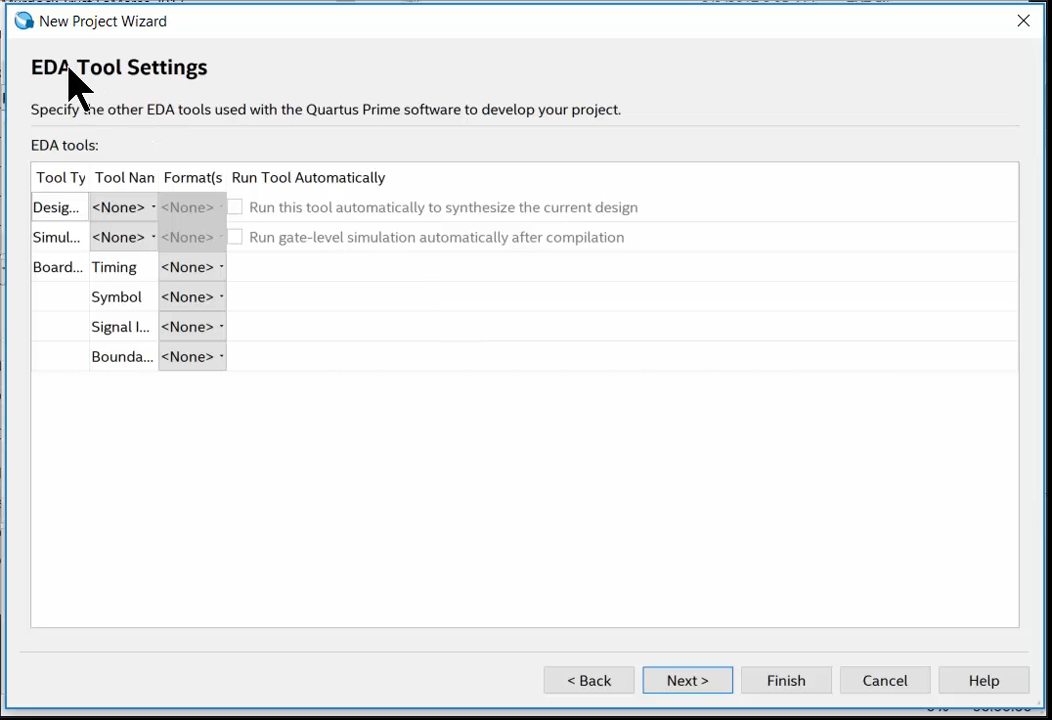 New Project Wizard
EDA Tool Settings
Specify the other EDA tools used with the Quartus Prime software to develop your project.
EDA tools:
Tool Ty Tool Nan Format(s Run Tool Automatically
Desig... <None> <None> Run this tool automatically to synthesize the current design
Simul... <None> <None> Run gate-level simulation automatically after compilation
Board... Timing <None>
Symbol <None>
Signal I... <None>
Bounda... <None>
< Back Next > Finish Cancel Help